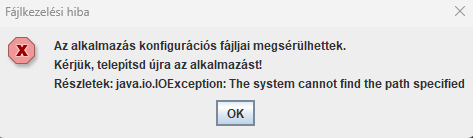 Fájlkezelési hiba
Az alkalmazás konfigurációs fájljai megsérülhettek.
Kérjük, telepítsd újra az alkalmazást!
Részletek: java.io.IOException: The system cannot find the path specified
OK